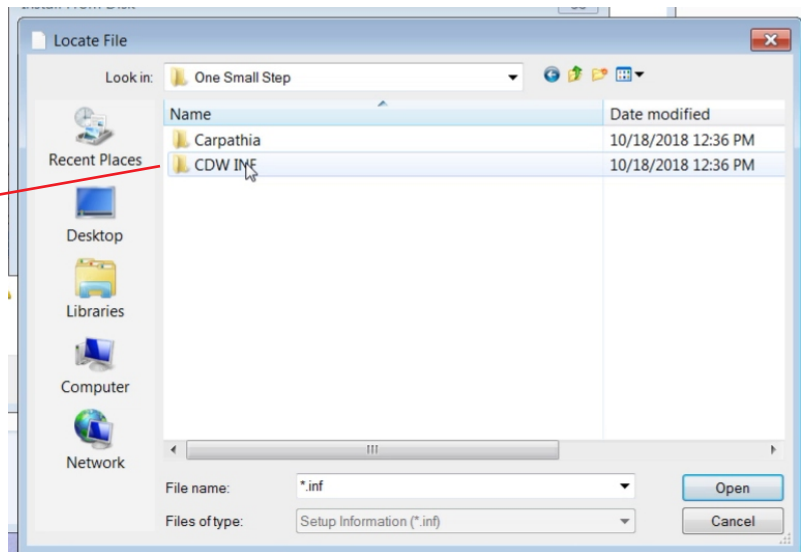 Locate File
Look in: One Small Step
Name Date modified
Carpathia 10/18/2018 12:36 PM
CDW INF 10/18/2018 12:36 PM
Recent Places
Desktop
Libraries
Computer
Network
File name: *.inf Open
Files of type: Setup Information (*.inf) Cancel